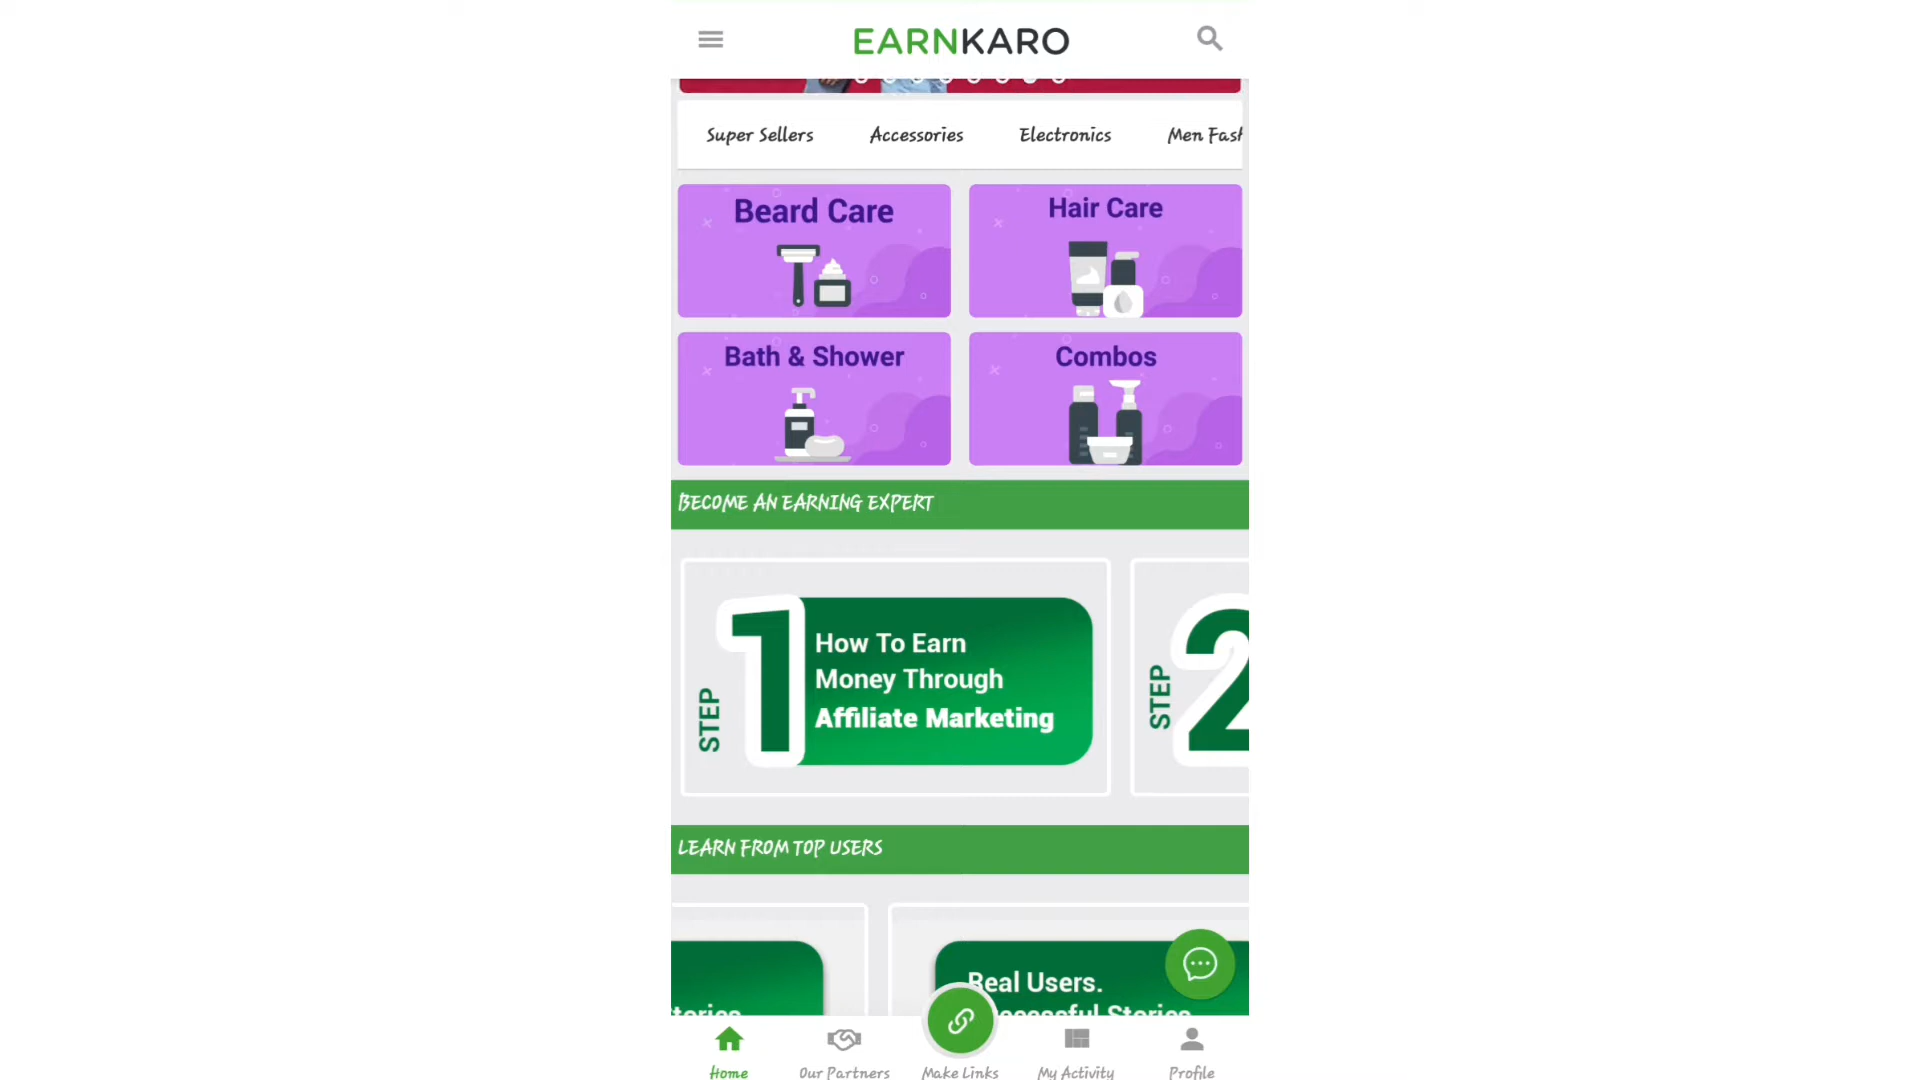 EARNKARO
Super Sellers Accessories Electronics Men Fash
Beard Care Hair Care
Bath & Shower Combos
BECOME AN EARNING EXPERT
STEP 1 How To Earn
Money Through
Affiliate Marketing
STEP 2
LEARN FROM TOP USERS
Real Users.
Stories
Home Our Partners Make Links My Activity Profile